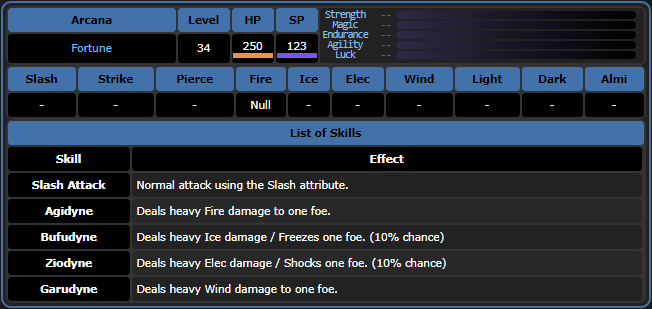 Arcana Level HP SP
Fortune 34 250 123
Strength --
Magic --
Endurance --
Agility --
Luck --
Slash Strike Pierce Fire Ice Elec Wind Light Dark Almi
- - - Null - - - - - -
List of Skills
Skill Effect
Slash Attack Normal attack using the Slash attribute.
Agidyne Deals heavy Fire damage to one foe.
Bufudyne Deals heavy Ice damage / Freezes one foe. (10% chance)
Ziodyne Deals heavy Elec damage / Shocks one foe. (10% chance)
Garudyne Deals heavy Wind damage to one foe.